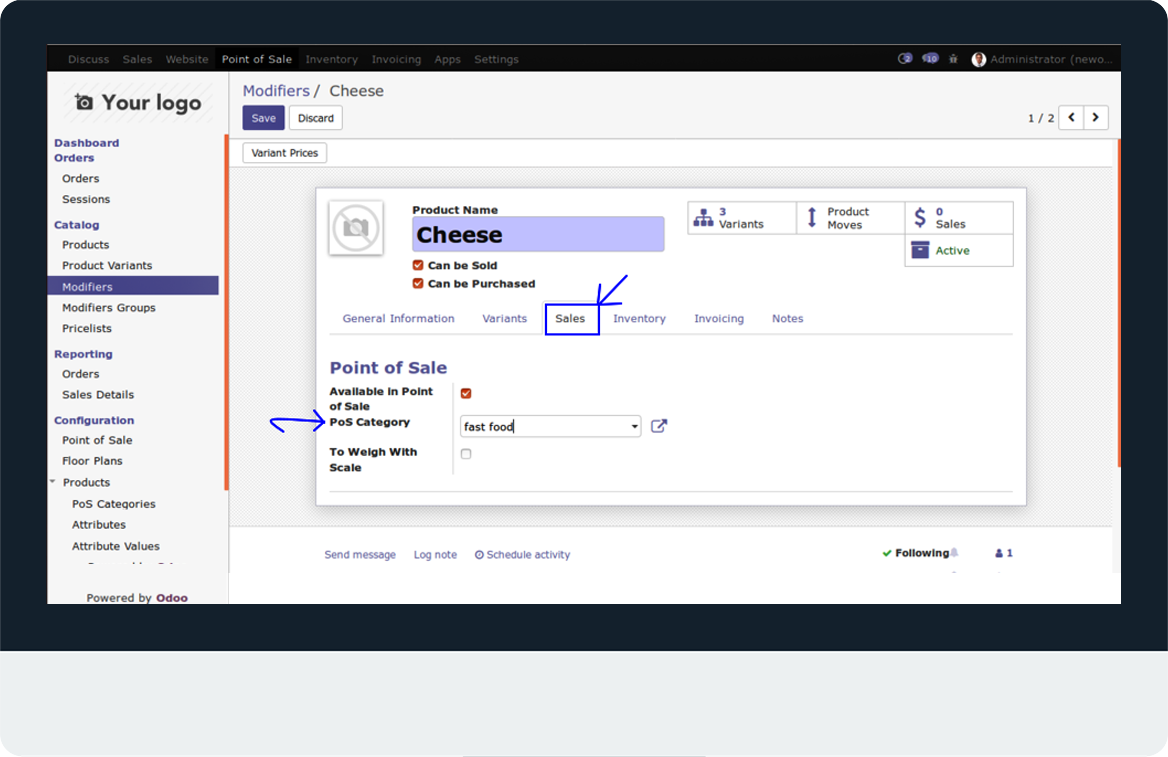 Discuss Sales Website Point of Sale Inventory Invoicing Apps Settings 2 10 Administrator (newo...
Your logo
Modifiers / Cheese
Save Discard 1 / 2
Variant Prices
Dashboard
Orders
Orders
Sessions
Catalog
Products
Product Variants
Modifiers
Modifiers Groups
Pricelists
Reporting
Orders
Sales Details
Configuration
Point of Sale
Floor Plans
Products
PoS Categories
Attributes
Attribute Values
Powered by Odoo
Product Name
Cheese
Can be Sold
Can be Purchased
3
Variants
Product
Moves
0
Sales
Active
General Information Variants Sales Inventory Invoicing Notes
Point of Sale
Available in Point
of Sale
PoS Category fast food
To Weigh With
Scale
Send message Log note Schedule activity Following 1